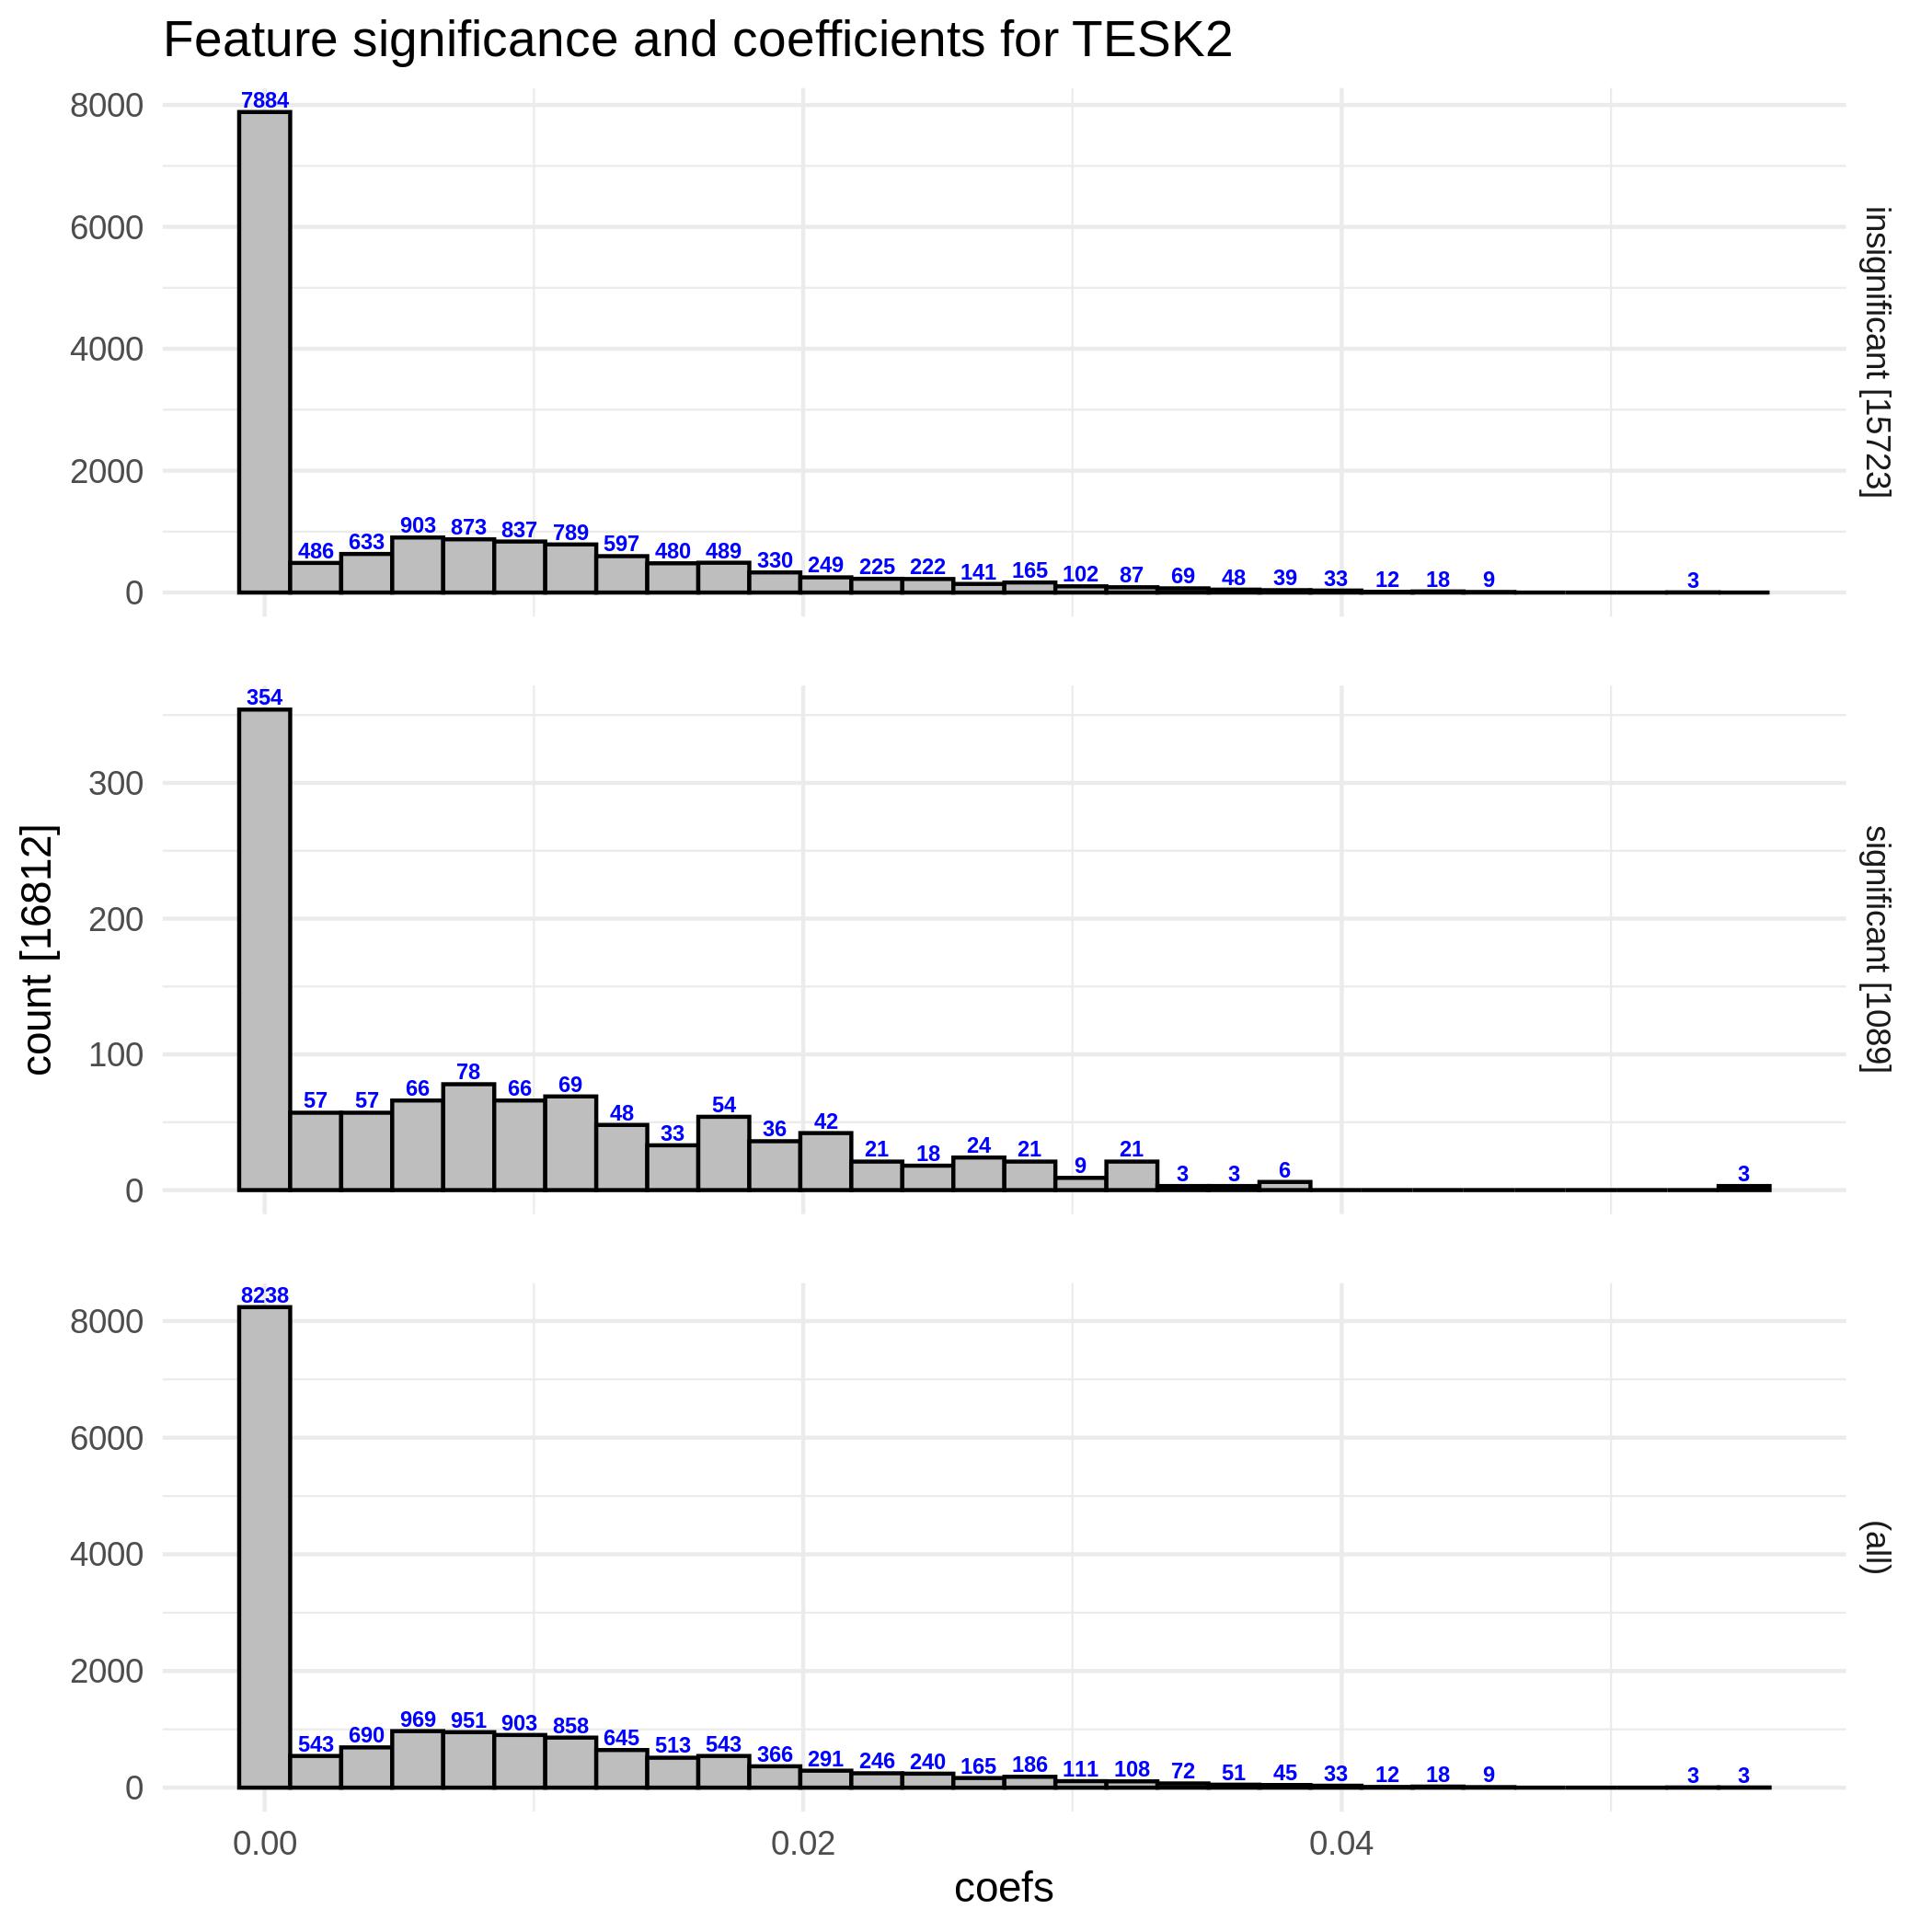 Feature significance and coefficients for TESK2
count [16812]
8000
6000
4000
2000
0
7884
486 633 903 873 837 789 597 480 489 330 249 225 222 141 165 102 87 69 48 39 33 12 18 9 3
insignificant [15723]
300
200
100
0
354
57 57 66 78 66 69 48 33 54 36 42 21 18 24 21 9 21 3 3 6 3
significant [1089]
8000
6000
4000
2000
0
8238
543 690 969 951 903 858 645 513 543 366 291 246 240 165 186 111 108 72 51 45 33 12 18 9 3 3
(all)
0.00 0.02 0.04
coefs